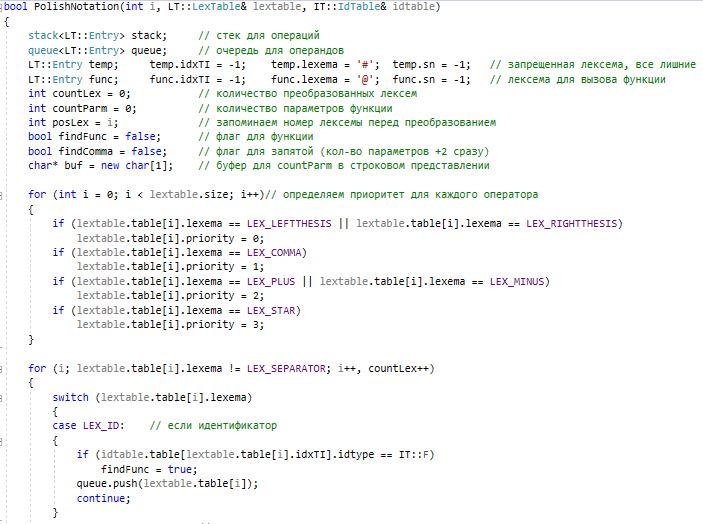 bool PolishNotation(int i, LT::LexTable& lextable, IT::IdTable& idtable)
{
    stack<LT::Entry> stack;     // стек для операций
    queue<LT::Entry> queue;     // очередь для операндов
    LT::Entry temp;     temp.idxTI = -1;    temp.lexema = '#';  temp.sn = -1;   // запрещенная лексема, все лишние
    LT::Entry func;     func.idxTI = -1;    func.lexema = '@';  func.sn = -1;   // лексема для вызова функции
    int countLex = 0;           // количество преобразованных лексем
    int countParm = 0;          // количество параметров функции
    int posLex = i;             // запоминаем номер лексемы перед преобразованием
    bool findFunc = false;      // флаг для функции
    bool findComma = false;     // флаг для запятой (кол-во параметров +2 сразу)
    char* buf = new char[1];    // буфер для countParm в строковом представлении
    for (int i = 0; i < lextable.size; i++)// определяем приоритет для каждого оператора
    {
        if (lextable.table[i].lexema == LEX_LEFTTHESIS || lextable.table[i].lexema == LEX_RIGHTTHESIS)
            lextable.table[i].priority = 0;
        if (lextable.table[i].lexema == LEX_COMMA)
            lextable.table[i].priority = 1;
        if (lextable.table[i].lexema == LEX_PLUS || lextable.table[i].lexema == LEX_MINUS)
            lextable.table[i].priority = 2;
        if (lextable.table[i].lexema == LEX_STAR)
            lextable.table[i].priority = 3;
    }
    for (i; lextable.table[i].lexema != LEX_SEPARATOR; i++, countLex++)
    {
        switch (lextable.table[i].lexema)
        {
        case LEX_ID:    // если идентификатор
        {
            if (idtable.table[lextable.table[i].idxTI].idtype == IT::F)
                findFunc = true;
            queue.push(lextable.table[i]);
            continue;
        }